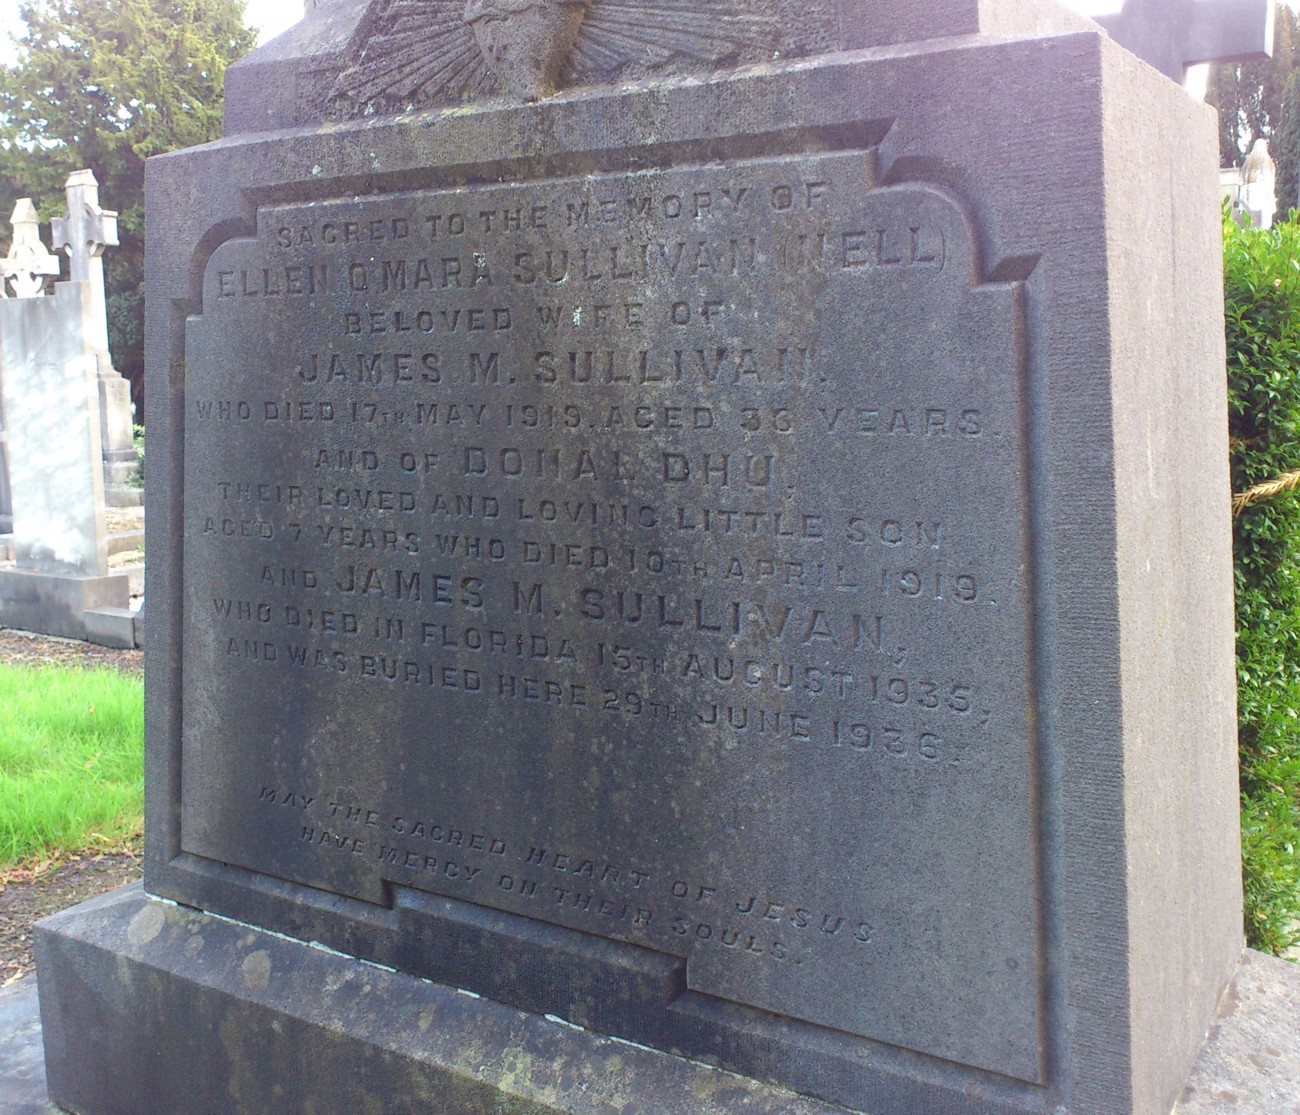 SACRED TO THE MEMORY OF
ELLEN O'MARA SULLIVAN (NELL)
BELOVED WIFE OF
JAMES M. SULLIVAN.
WHO DIED 17TH MAY 1919. AGED 36 YEARS.
AND OF DONAL DHU.
THEIR LOVED AND LOVING LITTLE SON
AGED 7 YEARS WHO DIED 10TH APRIL 1919.
AND JAMES M. SULLIVAN,
WHO DIED IN FLORIDA 15TH AUGUST 1935,
AND WAS BURIED HERE 29TH JUNE 1936.
MAY THE SACRED HEART OF JESUS
HAVE MERCY ON THEIR SOULS.